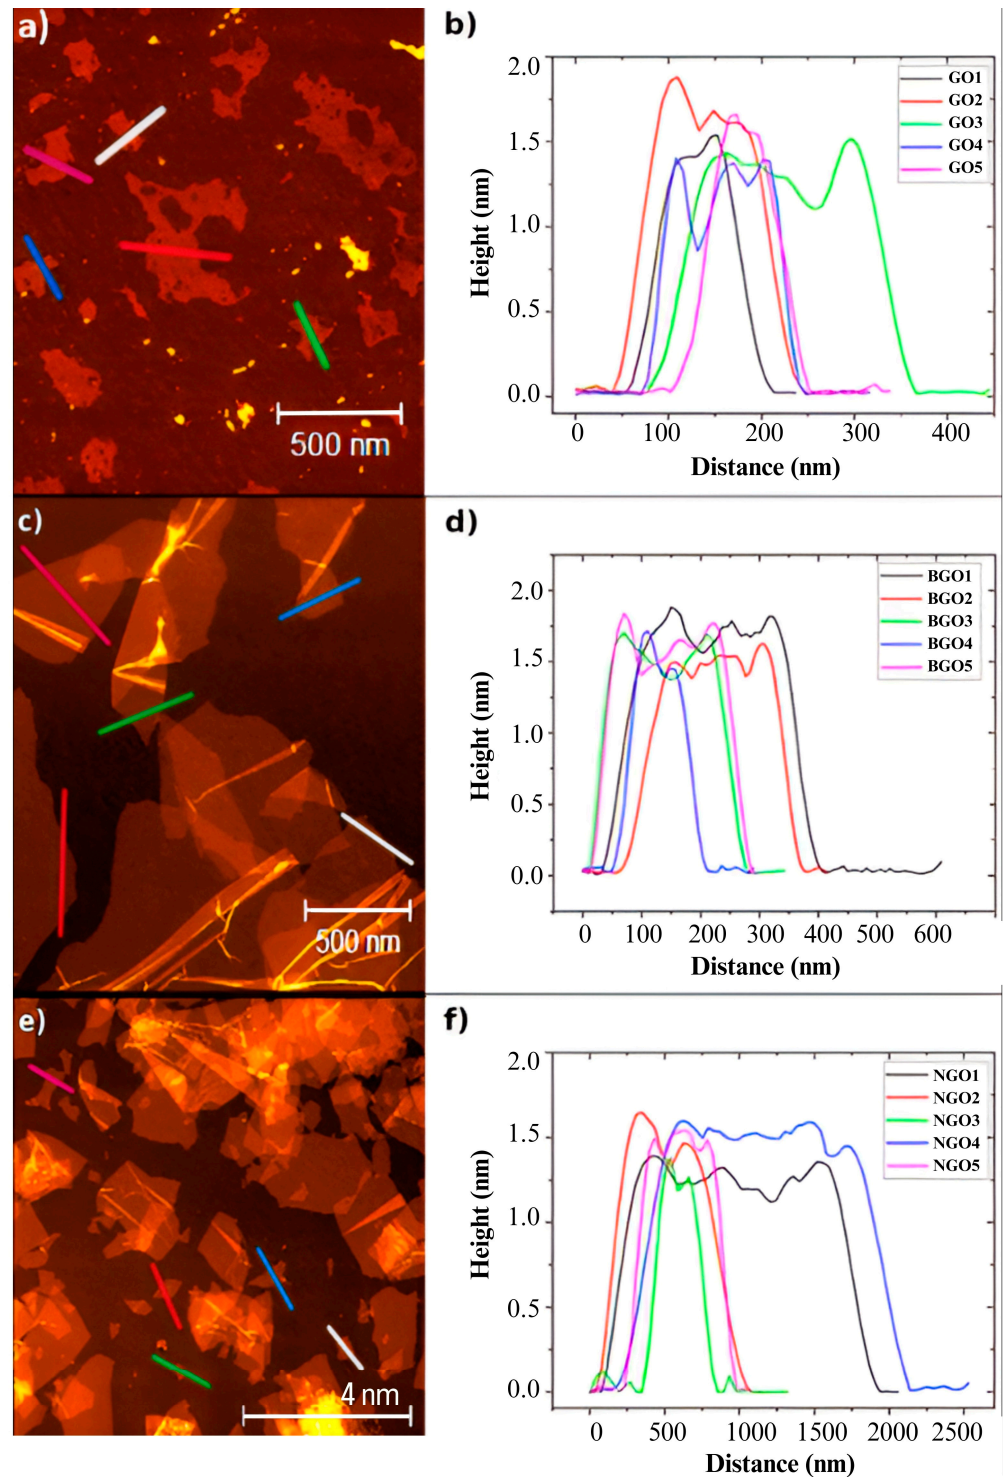 a)
500 nm
b)
2.0
1.5
1.0
0.5
0.0
Height (nm)
0 100 200 300 400
Distance (nm)
GO1
GO2
GO3
GO4
GO5
c)
500 nm
d)
2.0
1.5
1.0
0.5
0.0
Height (nm)
0 100 200 300 400 500 600
Distance (nm)
BGO1
BGO2
BGO3
BGO4
BGO5
e)
4 nm
f)
2.0
1.5
1.0
0.5
0.0
Height (nm)
0 500 1000 1500 2000 2500
Distance (nm)
NGO1
NGO2
NGO3
NGO4
NGO5